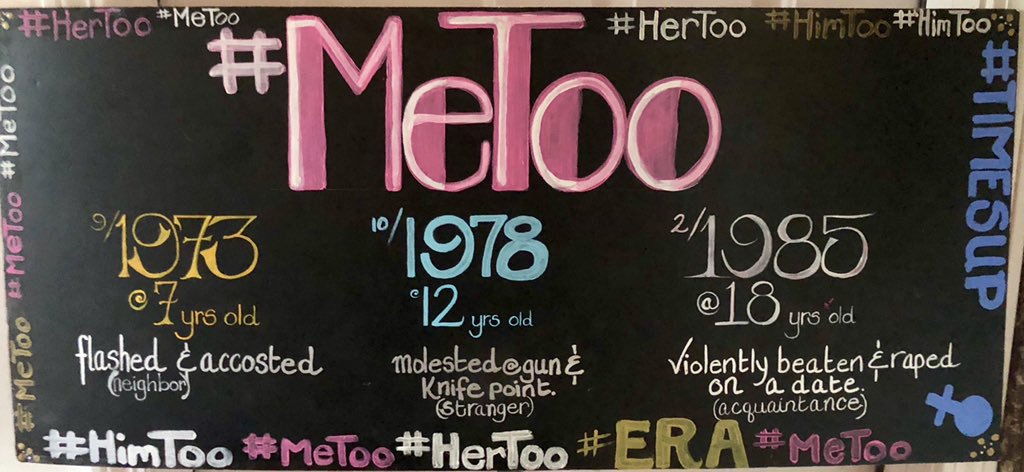 #HerToo #MeToo #HerToo #HimToo #HimToo
#MeToo
#MeToo
#MeToo
#MeToo
#TIMESUP
9/1973
@ 7 yrs old
flashed & accosted
(neighbor)
10/1978
@ 12 yrs old
molested @ gun &
Knife point.
(stranger)
2/1985
@ 18 yrs old
Violently beaten & raped
on a date.
(acquaintance)
#HimToo #MeToo #HerToo #ERA #MeToo